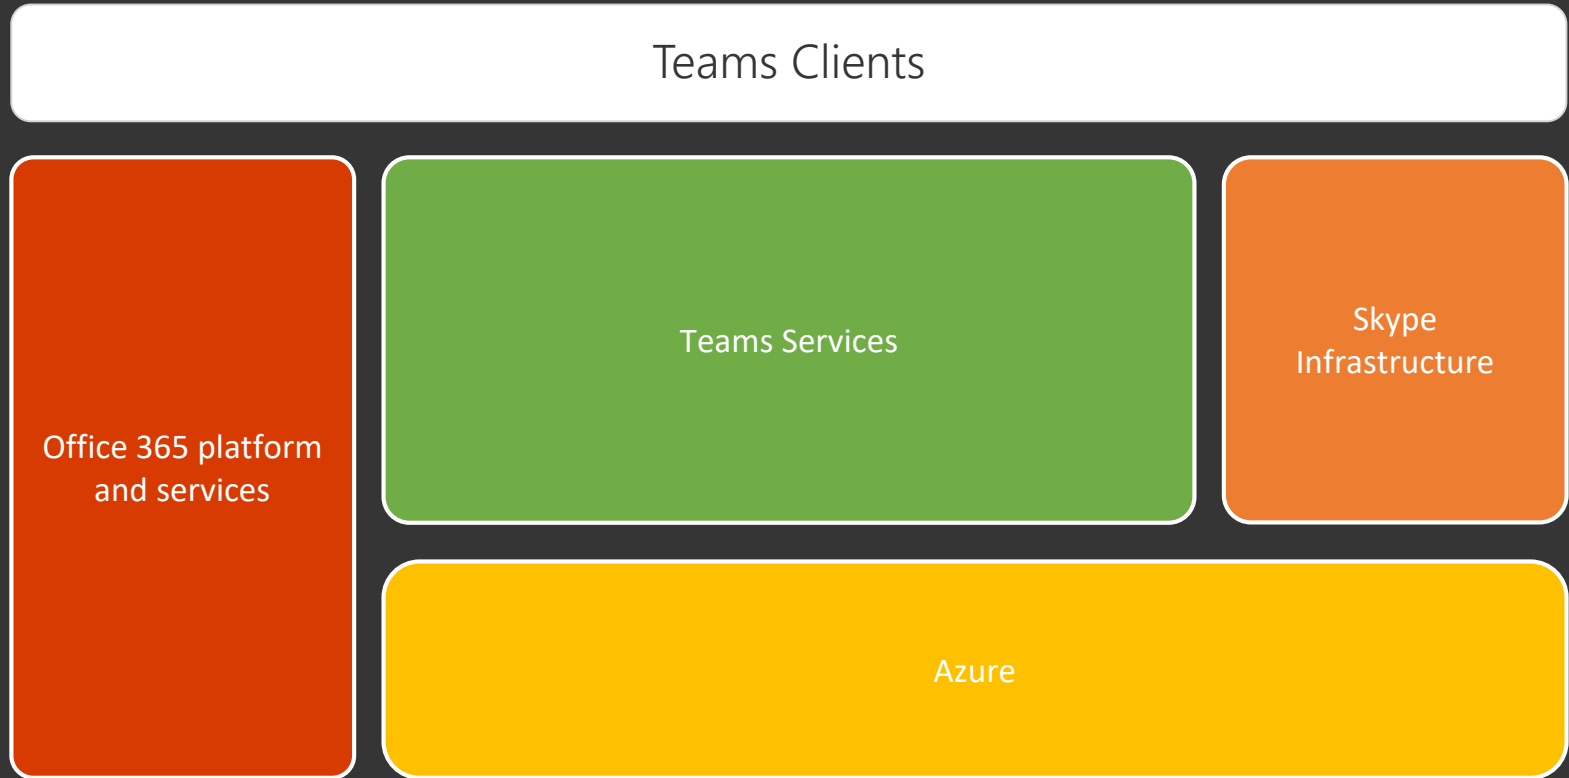 Teams Clients
Office 365 platform
and services
Teams Services
Skype
Infrastructure
Azure